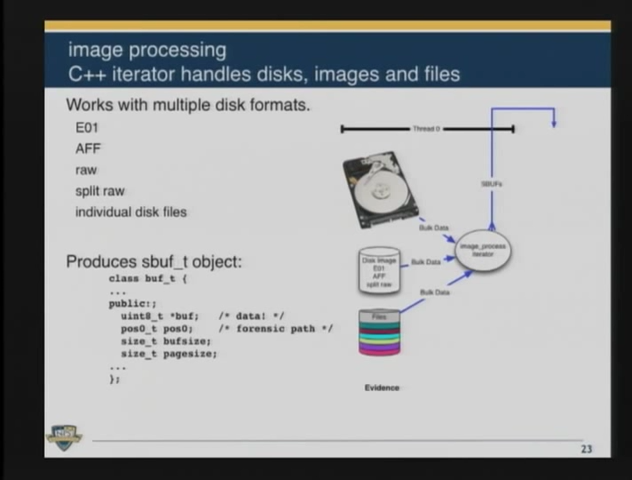 image processing
C++ iterator handles disks, images and files
Works with multiple disk formats.
E01
AFF
raw
split raw
individual disk files
Produces sbuf_t object:
class buf_t {
...
public:;
uint8_t *buf; /* data! */
pos0_t pos0; /* forensic path */
size_t bufsize;
size_t pagesize;
...
};
Thread 0
SBUFs
Bulk Data
image_process
iterator
Disk Image
E01
AFF
split raw
Bulk Data
Bulk Data
Files
Evidence
23